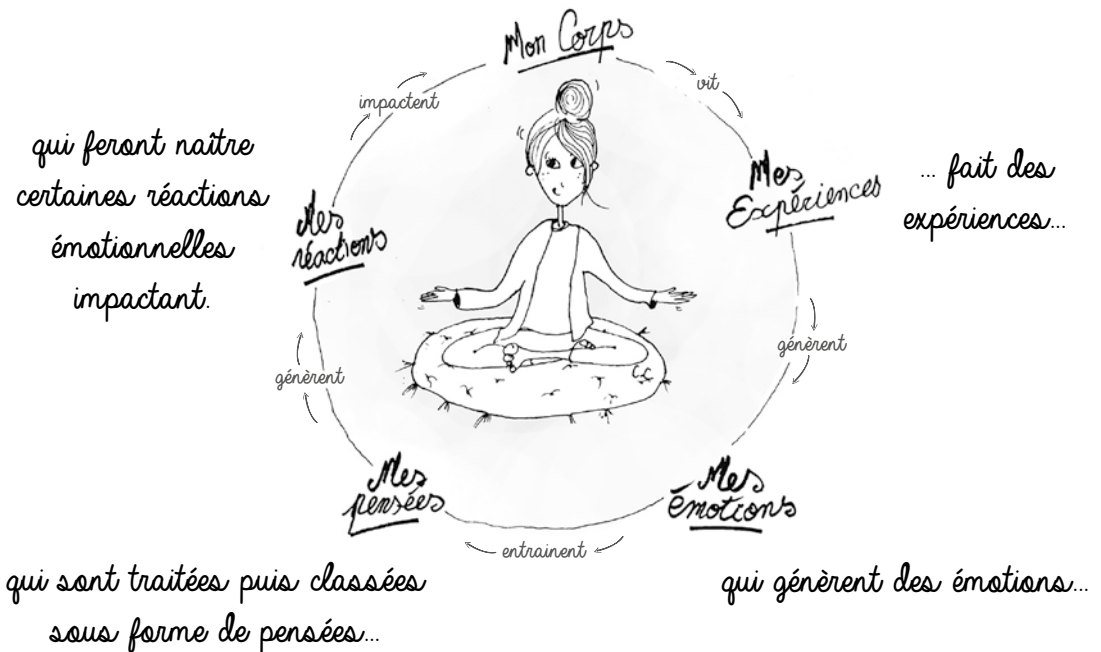 Mon Corps
vit
Mes
Expériences
... fait des
expériences...
génèrent
Mes
émotions
qui génèrent des émotions...
entrainent
Mes
pensées
qui sont traitées puis classées
sous forme de pensées...
génèrent
Mes
réactions
qui feront naître
certaines réactions
émotionnelles
impactant.
impactent
C.C